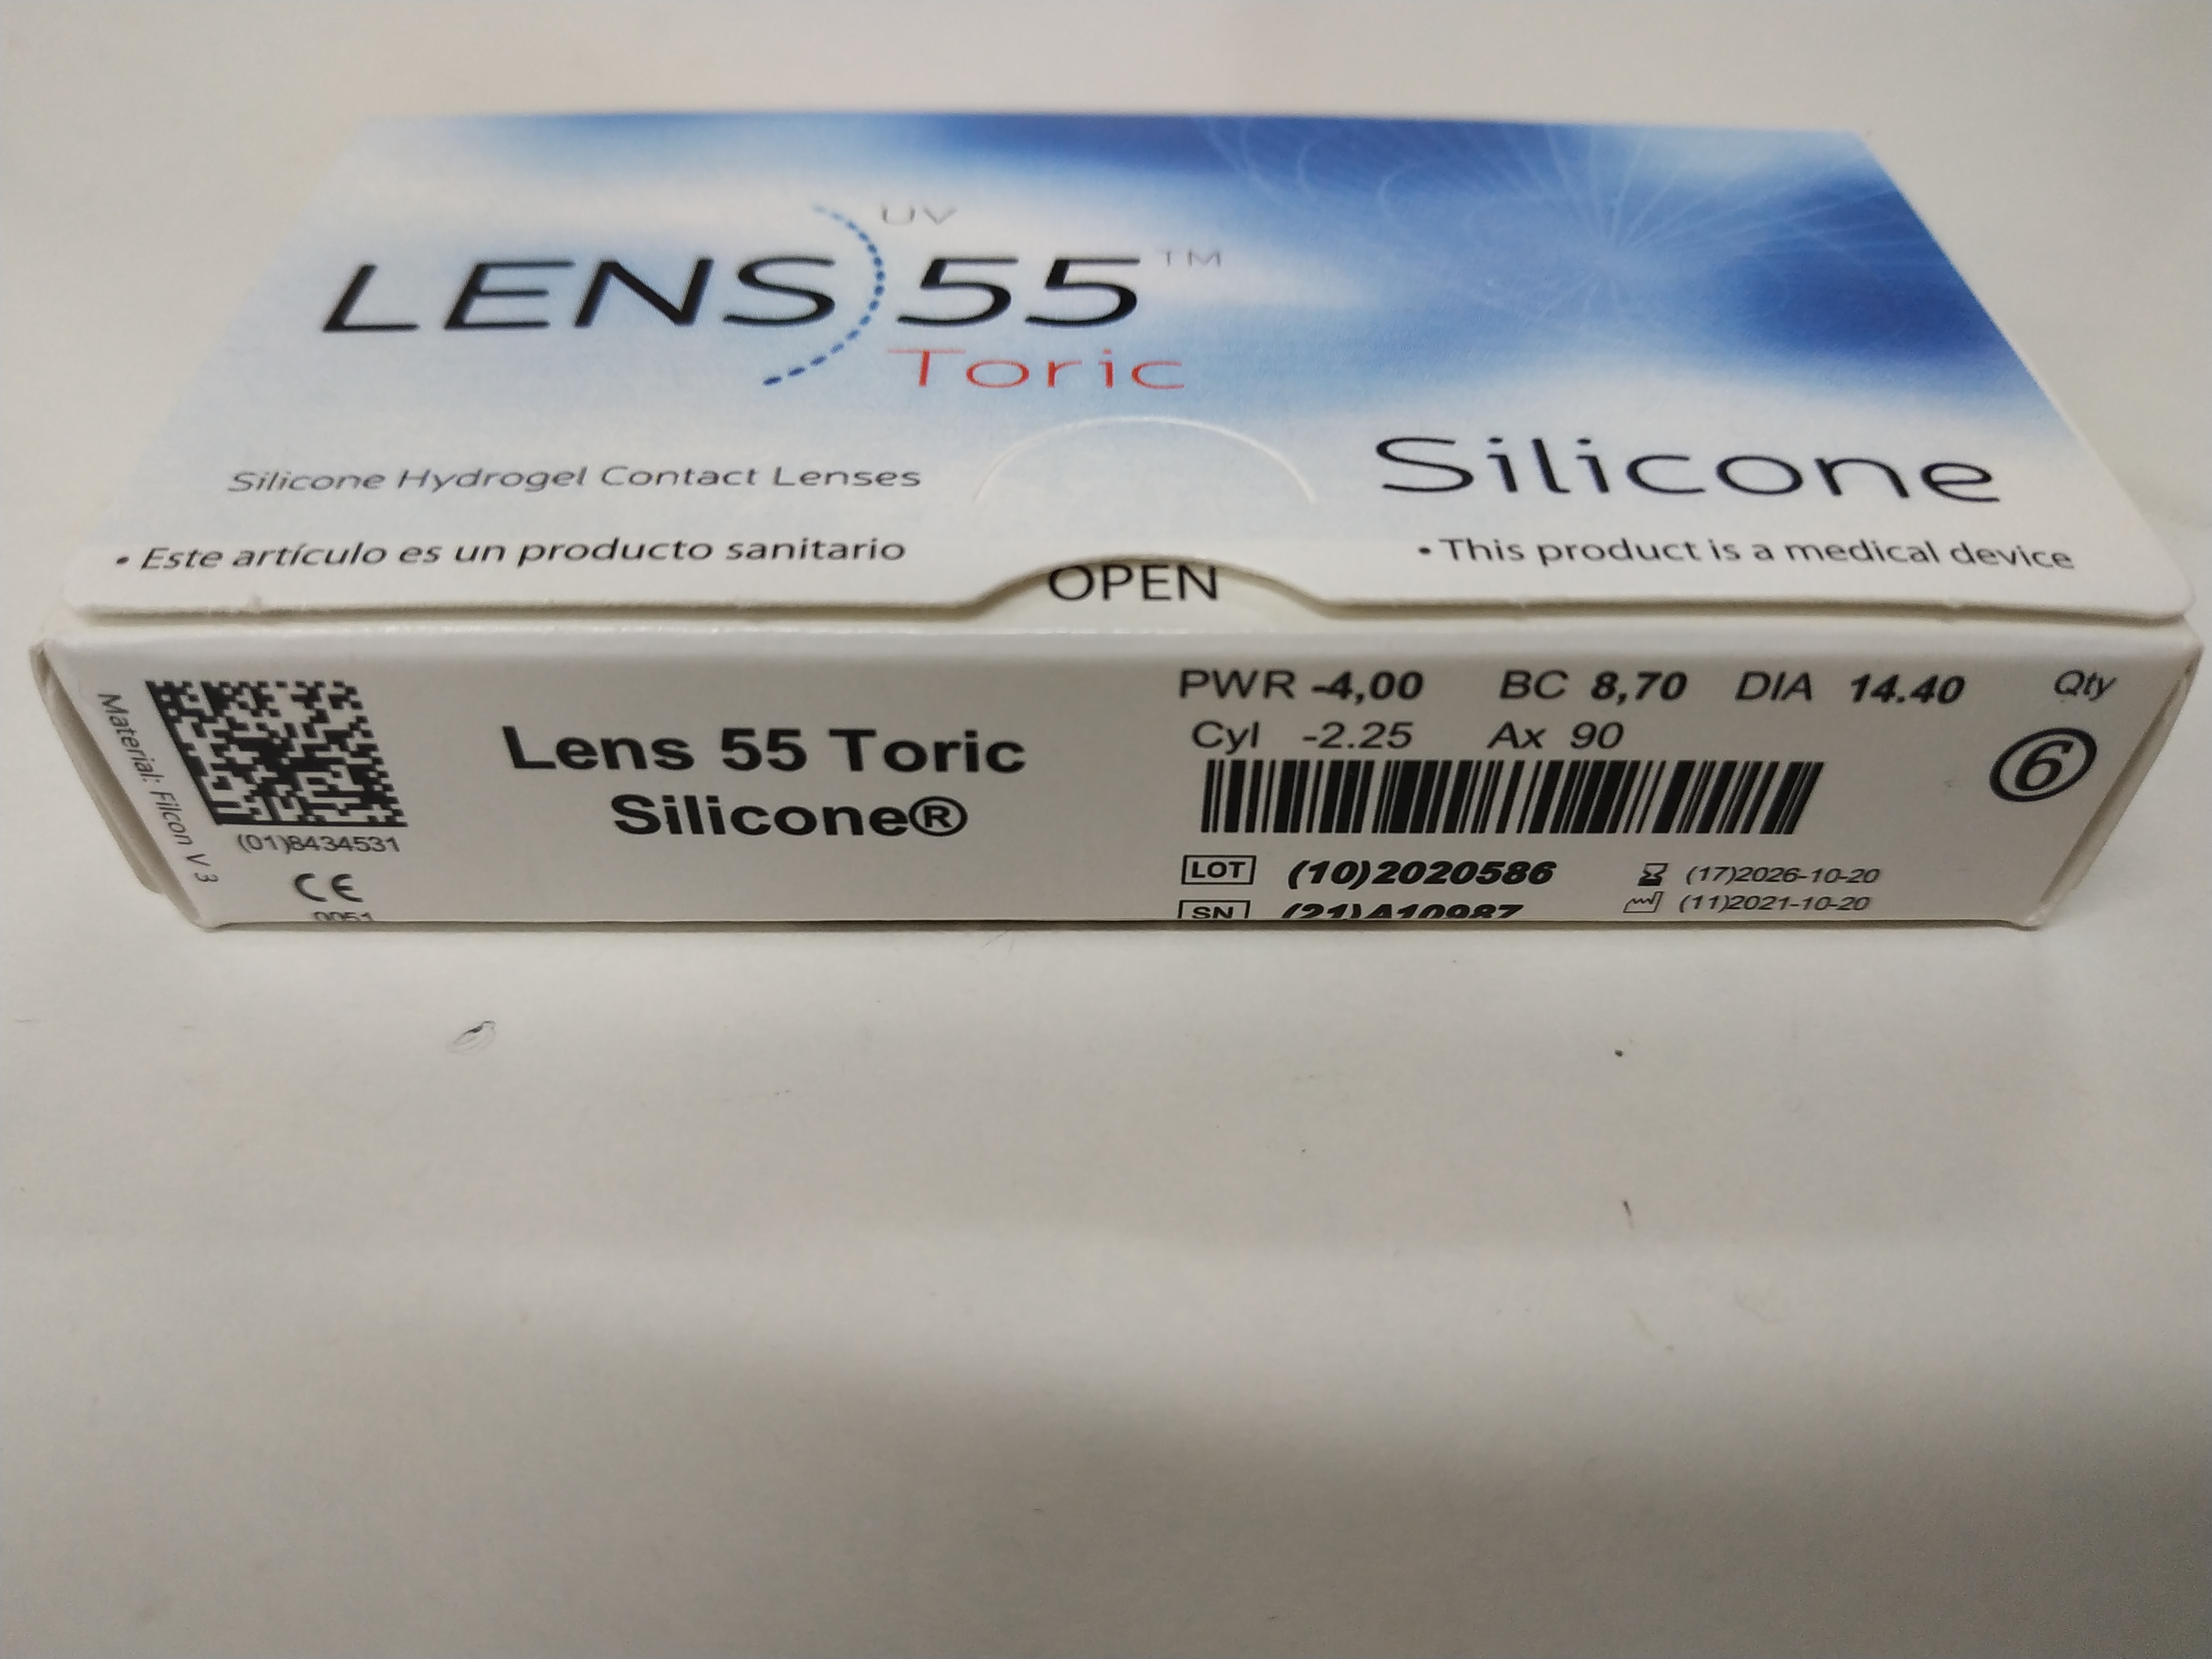 UV
LENS 55™
Toric
Silicone Hydrogel Contact Lenses
Silicone
• Este artículo es un producto sanitario
• This product is a medical device
OPEN
Material: Filcon V 3
(01)8434531
CE
0051
Lens 55 Toric
Silicone®
PWR -4,00 BC 8,70 DIA 14.40 Qty
Cyl -2.25 Ax 90
6
LOT (10)2020586 (17)2026-10-20
SN (21)A10987 (11)2021-10-20